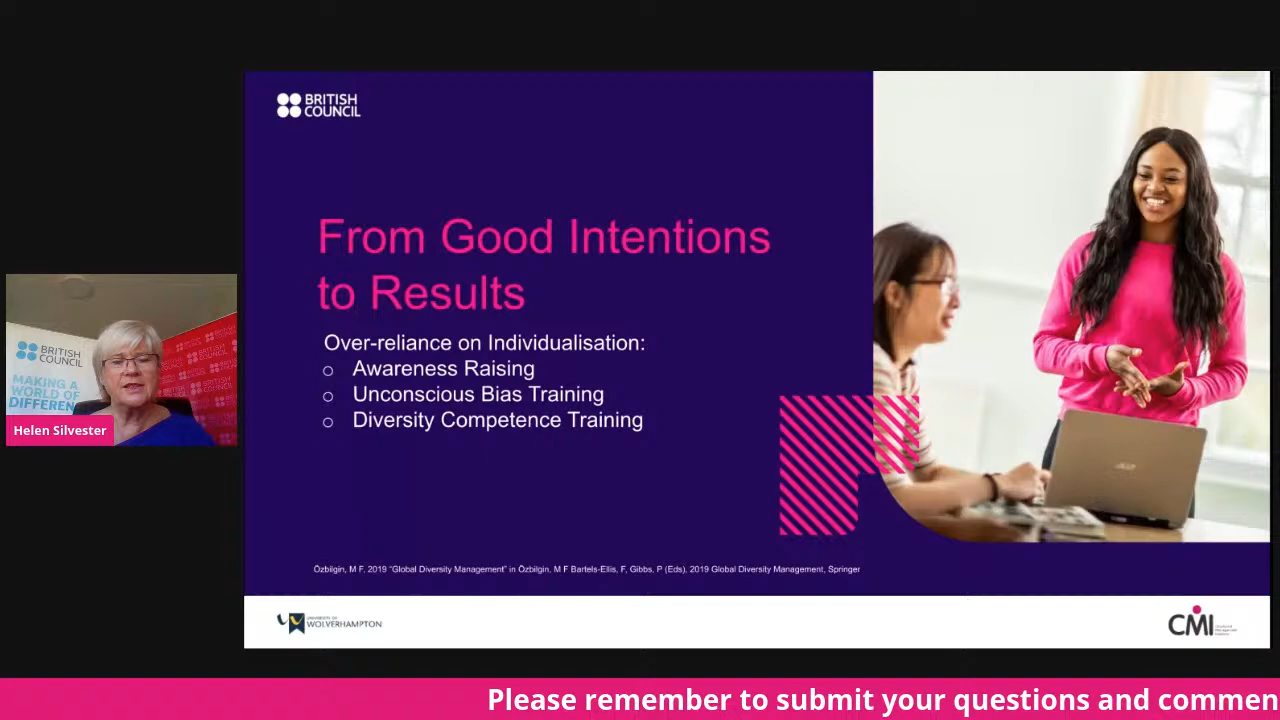 BRITISH
COUNCIL
From Good Intentions
to Results
Over-reliance on Individualisation:
Awareness Raising
Unconscious Bias Training
Diversity Competence Training
Özbilgin, M F, 2019 "Global Diversity Management" in Özbilgin, M F Bartels-Ellis, F, Gibbs, P (Eds), 2019 Global Diversity Management, Springer
UNIVERSITY OF
WOLVERHAMPTON
CMI
BRITISH
COUNCIL
MAKING A
WORLD OF
DIFFEREN
Helen Silvester
Please remember to submit your questions and commen